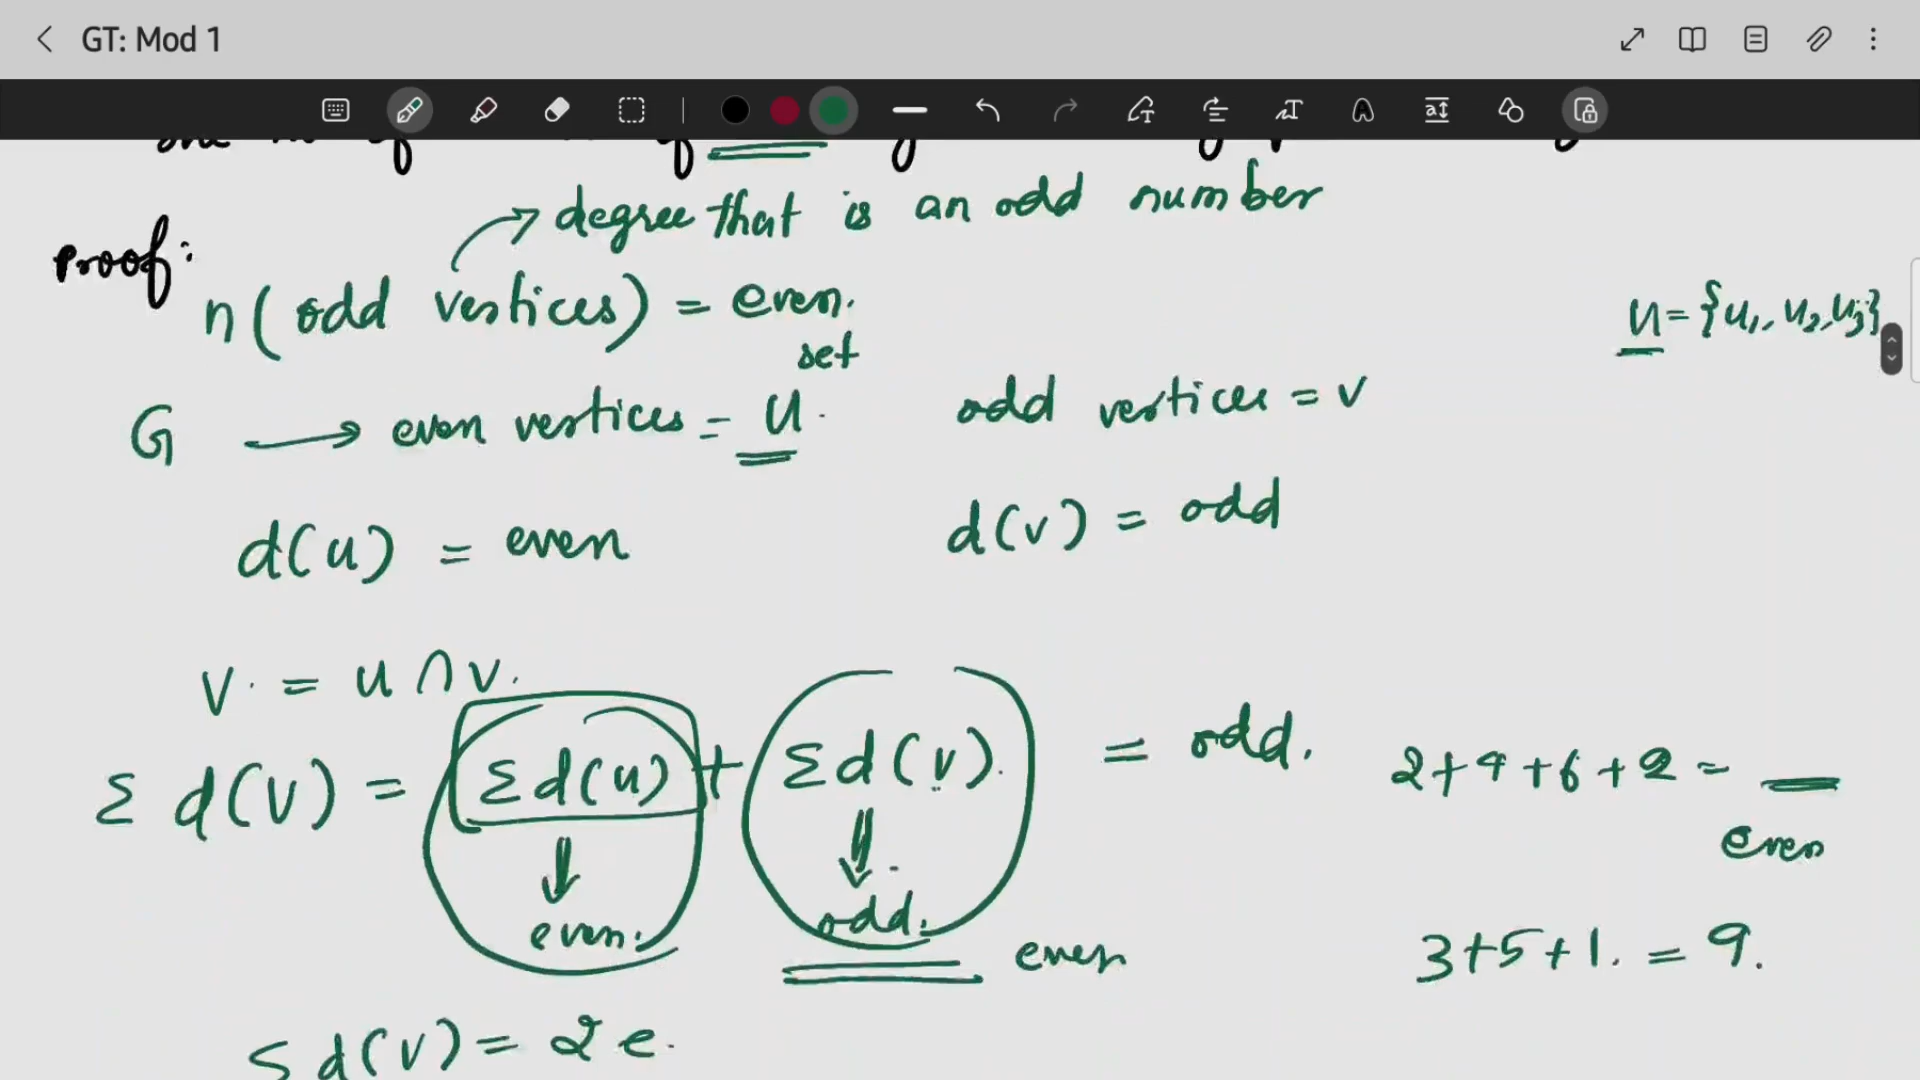 GT: Mod 1
degree that is an odd number
Proof:
n( odd vertices) = even.
u = {u1, u2, u3}
set
G → even vertices = u. odd vertices = v
d(u) = even d(v) = odd
V = u ∩ v.
Σ d(V) = Σd(u) + Σd(v). = odd. 2+4+6+2 =
even
even. odd. even 3+5+1. = 9.
Σ d(V) = 2e.